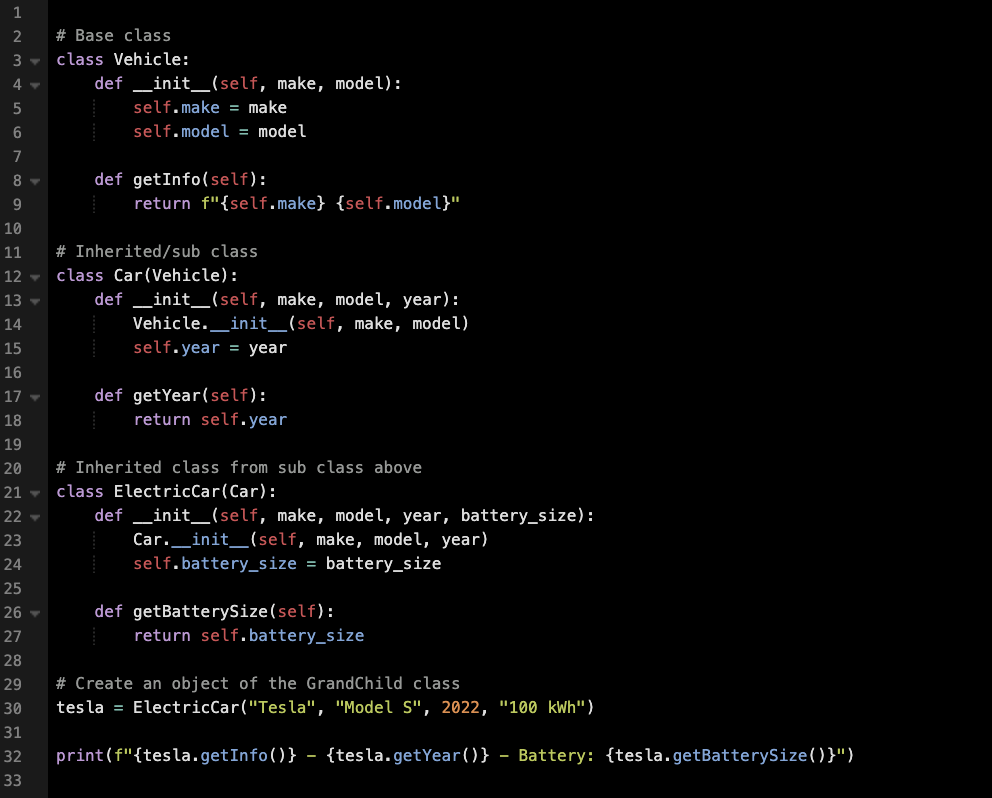 1
2 # Base class
3 class Vehicle:
4     def __init__(self, make, model):
5         self.make = make
6         self.model = model
7
8     def getInfo(self):
9         return f"{self.make} {self.model}"
10
11 # Inherited/sub class
12 class Car(Vehicle):
13     def __init__(self, make, model, year):
14         Vehicle.__init__(self, make, model)
15         self.year = year
16
17     def getYear(self):
18         return self.year
19
20 # Inherited class from sub class above
21 class ElectricCar(Car):
22     def __init__(self, make, model, year, battery_size):
23         Car.__init__(self, make, model, year)
24         self.battery_size = battery_size
25
26     def getBatterySize(self):
27         return self.battery_size
28
29 # Create an object of the GrandChild class
30 tesla = ElectricCar("Tesla", "Model S", 2022, "100 kWh")
31
32 print(f"{tesla.getInfo()} – {tesla.getYear()} – Battery: {tesla.getBatterySize()}")
33